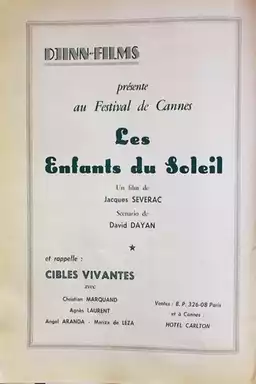 DJINN-FILMS
présente
au Festival de Cannes
Les
Enfants du Soleil
Un film de
Jacques SEVERAC
Scenario de
David DAYAN
★
et rappelle :
CIBLES VIVANTES
avec
Christian MARQUAND
Agnès LAURENT
Angel ARANDA - Moritza de LEZA
Ventes : E. P. 326-08 Paris
et à Cannes
HOTEL CARLTON